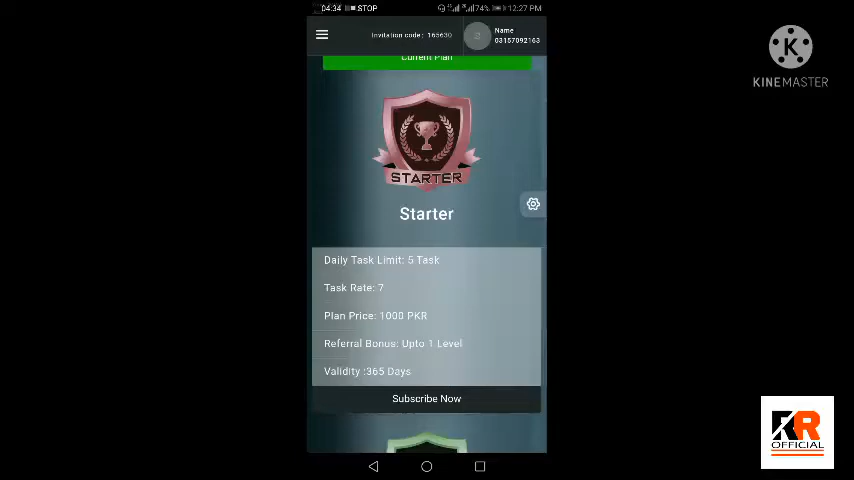 04:34 STOP 74% 12:27 PM
Invitation code: 165630
Name
03157092163
Current Plan
STARTER
Starter
Daily Task Limit: 5 Task
Task Rate: 7
Plan Price: 1000 PKR
Referral Bonus: Upto 1 Level
Validity :365 Days
Subscribe Now
K
KINEMASTER
KR
OFFICIAL